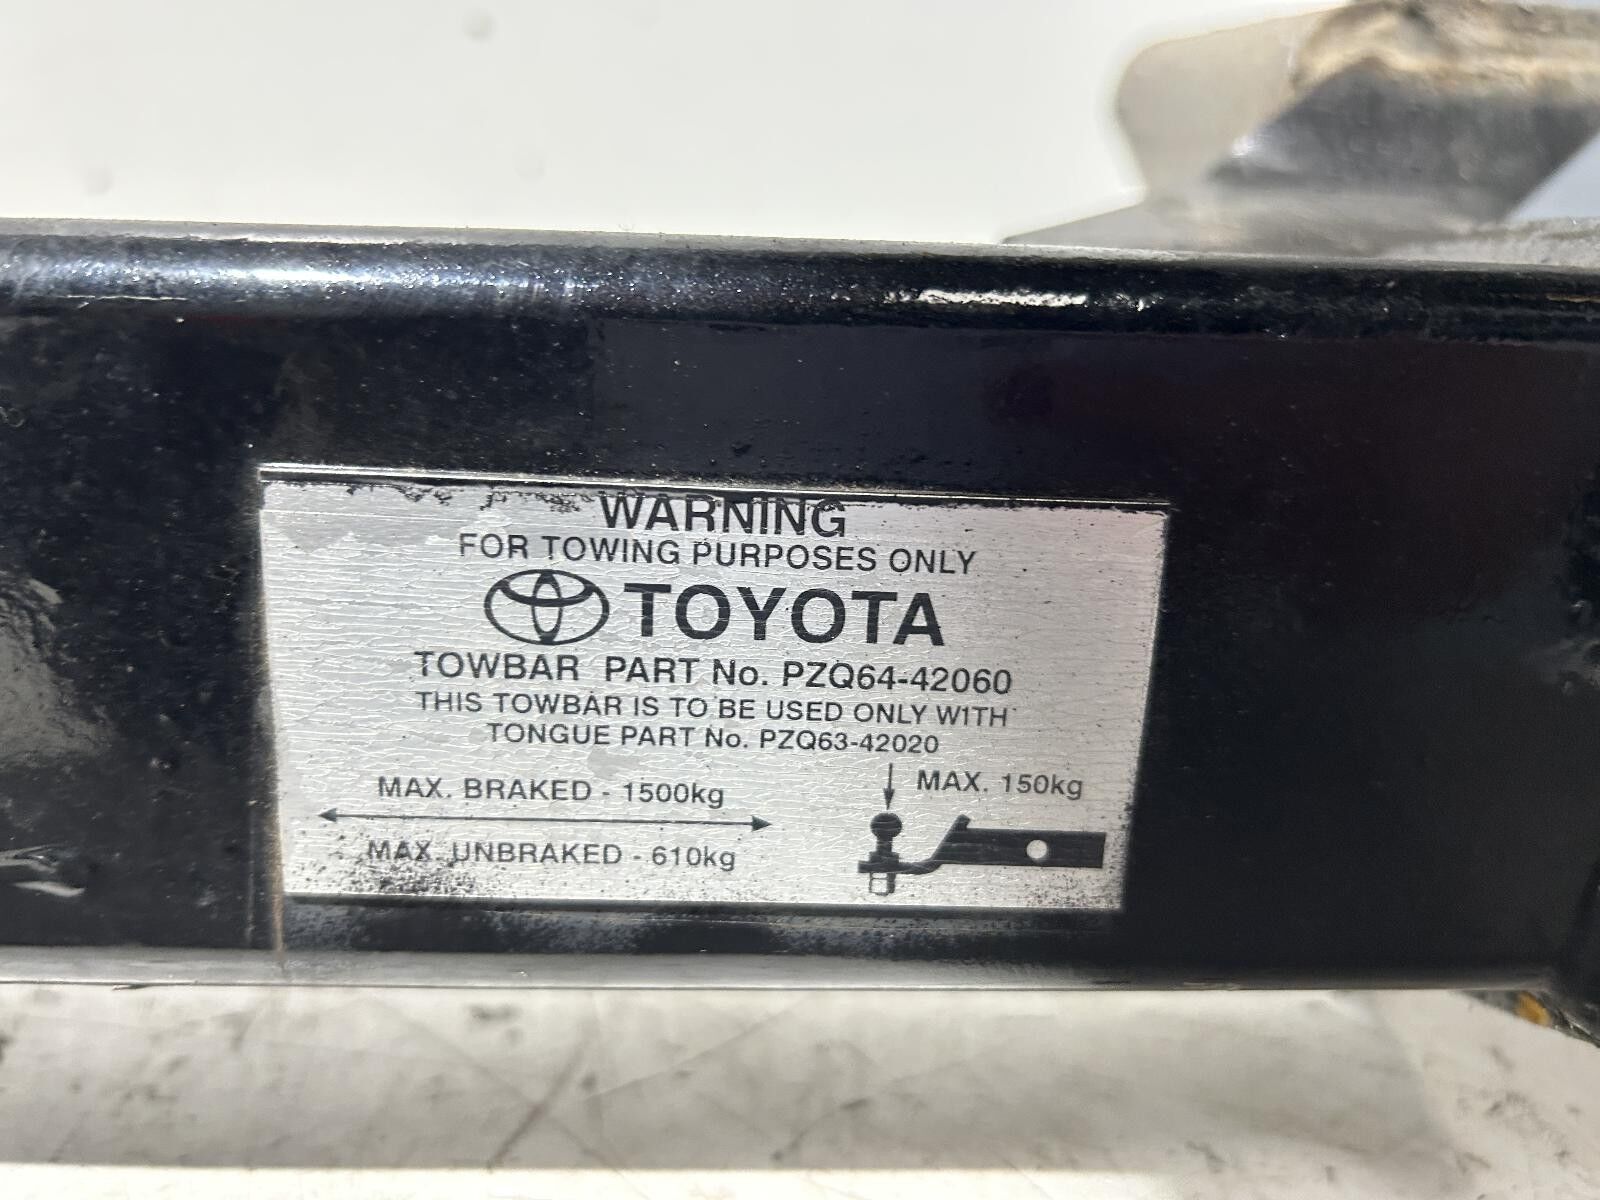 WARNING
FOR TOWING PURPOSES ONLY
TOYOTA
TOWBAR PART No. PZQ64-42060
THIS TOWBAR IS TO BE USED ONLY W1TH
TONGUE PART No. PZQ63-42020
MAX. BRAKED - 1500kg
MAX. UNBRAKED - 610kg
MAX. 150kg